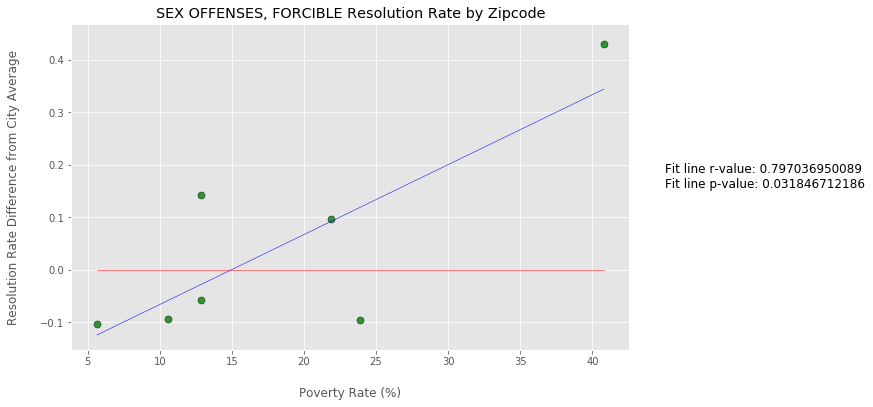 SEX OFFENSES, FORCIBLE Resolution Rate by Zipcode
Resolution Rate Difference from City Average
0.4
0.3
0.2
0.1
0.0
−0.1
5 10 15 20 25 30 35 40
Poverty Rate (%)
Fit line r-value: 0.797036950089
Fit line p-value: 0.031846712186